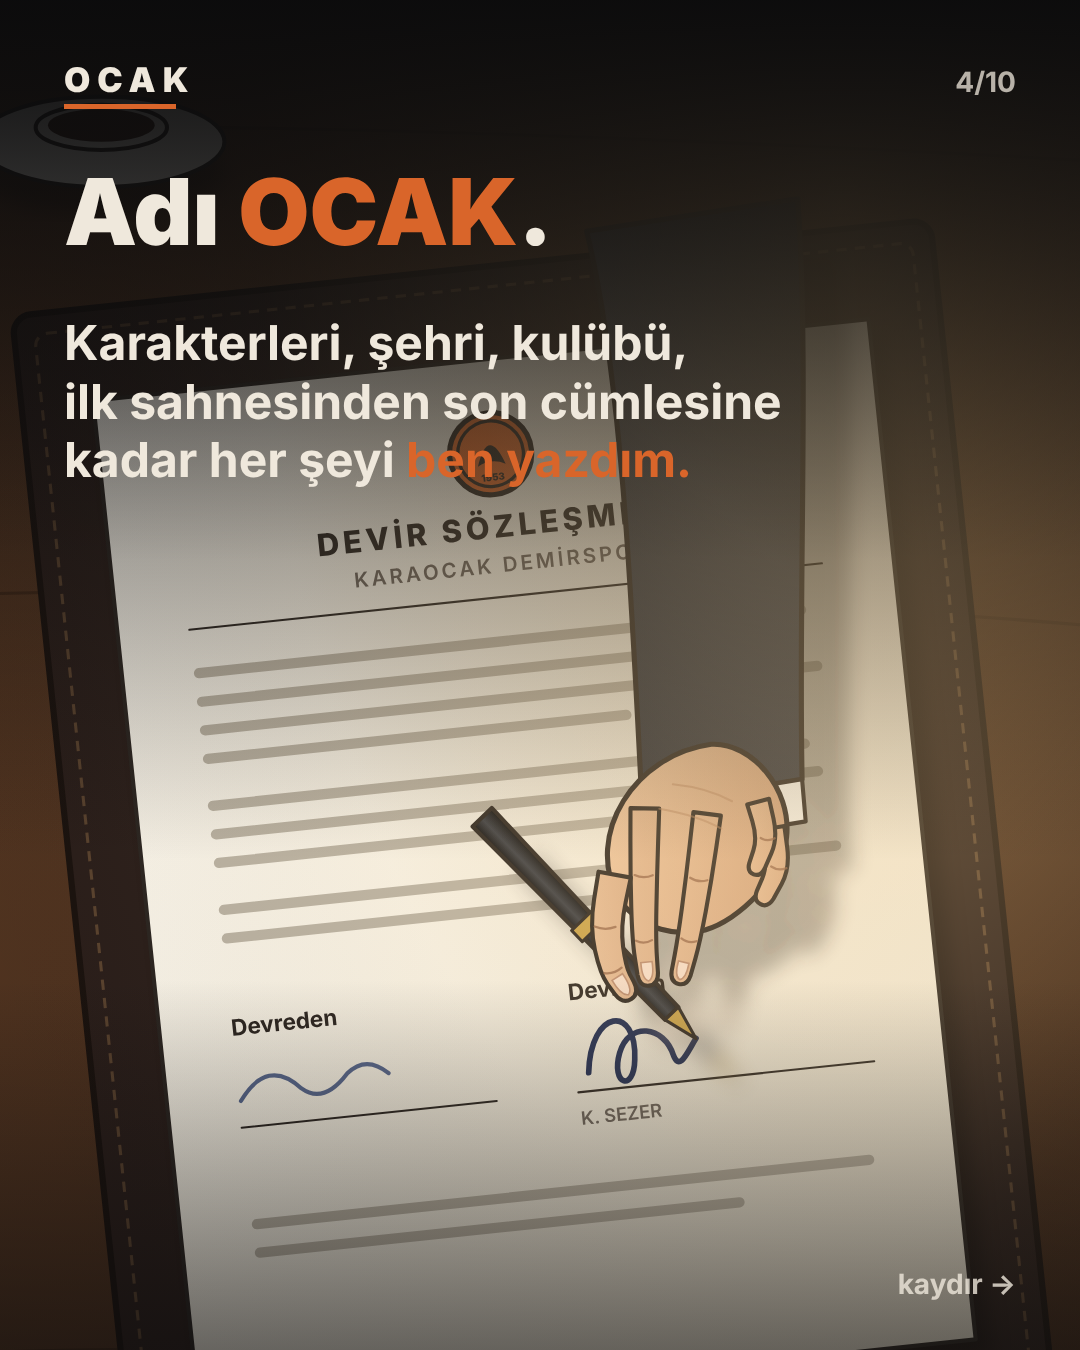 OCAK
4/10
Adı OCAK.
Karakterleri, şehri, kulübü,
ilk sahnesinden son cümlesine
kadar her şeyi ben yazdım.
1953
DEVİR SÖZLEŞM
KARAOCAK DEMİRSPO
Devreden
K. SEZER
kaydır →